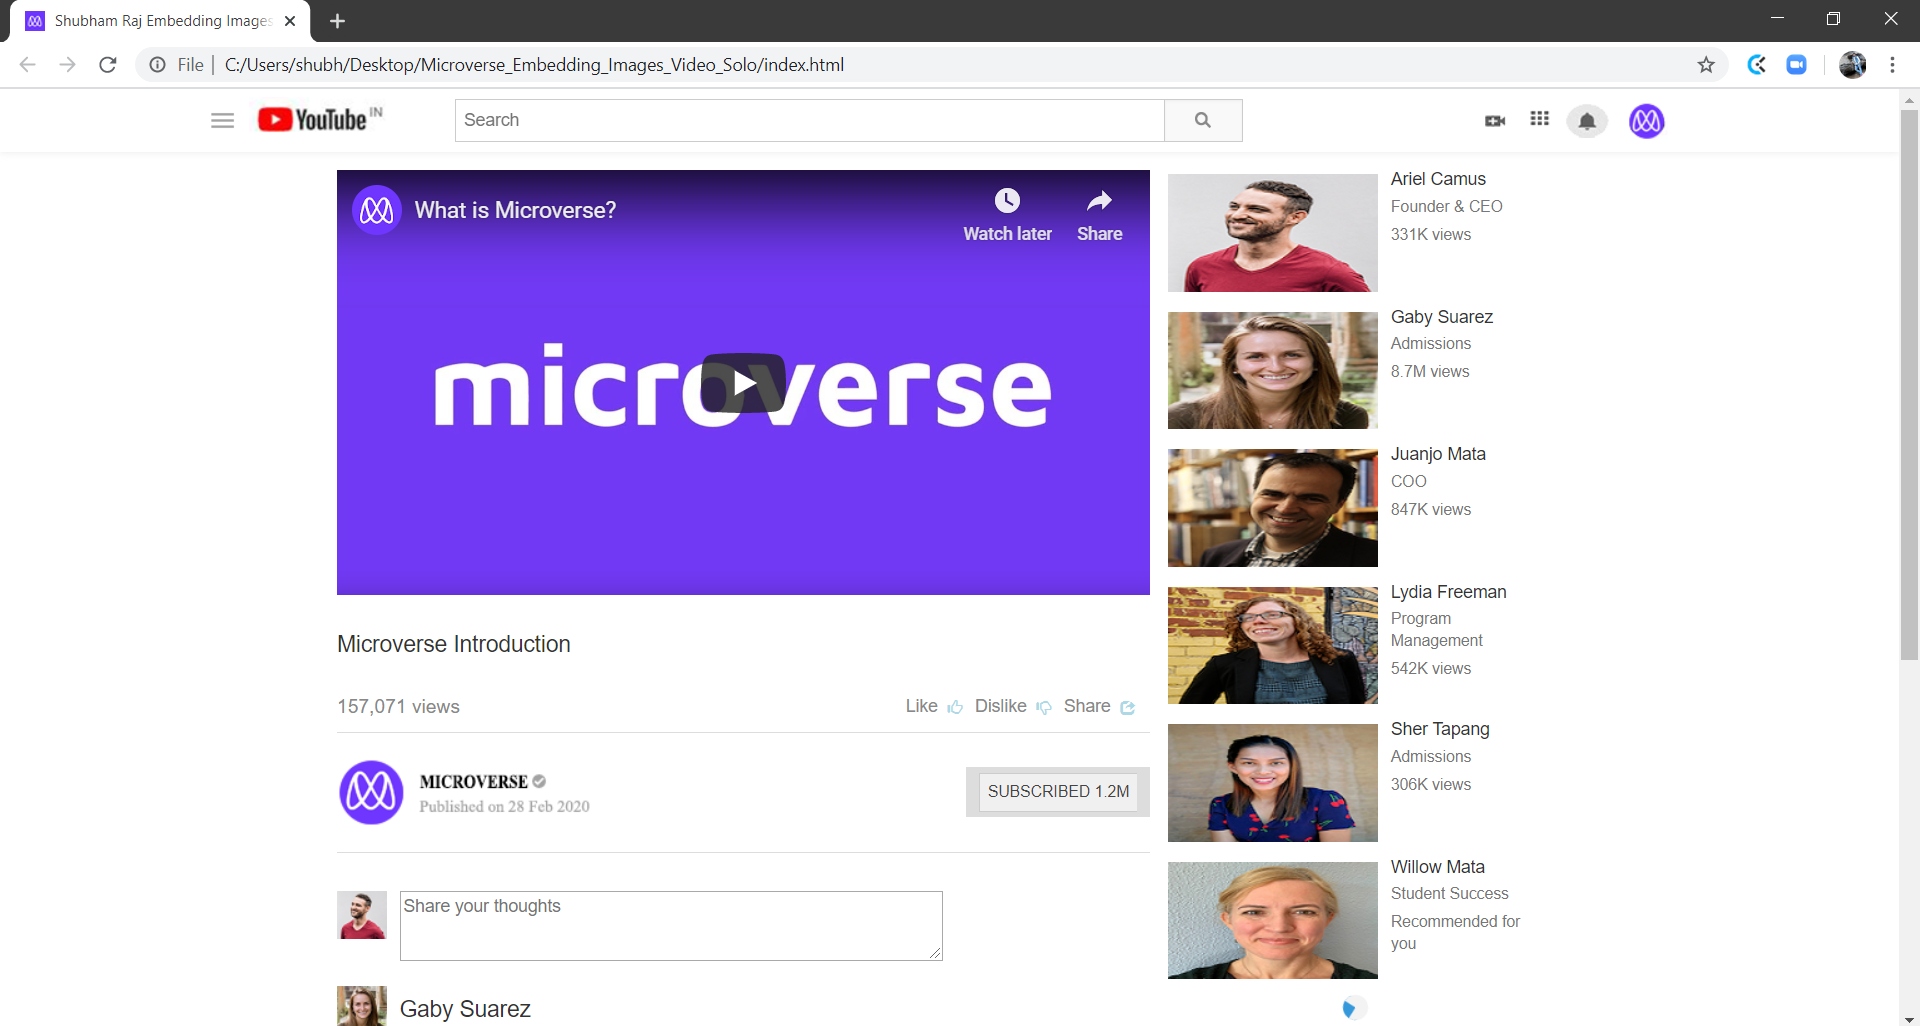 Shubham Raj Embedding Images
File | C:/Users/shubh/Desktop/Microverse_Embedding_Images_Video_Solo/index.html
YouTube IN
Search
What is Microverse?
Watch later
Share
microverse
Microverse Introduction
157,071 views
Like
Dislike
Share
MICROVERSE
Published on 28 Feb 2020
SUBSCRIBED 1.2M
Share your thoughts
Gaby Suarez
Ariel Camus
Founder & CEO
331K views
Gaby Suarez
Admissions
8.7M views
Juanjo Mata
COO
847K views
Lydia Freeman
Program
Management
542K views
Sher Tapang
Admissions
306K views
Willow Mata
Student Success
Recommended for
you